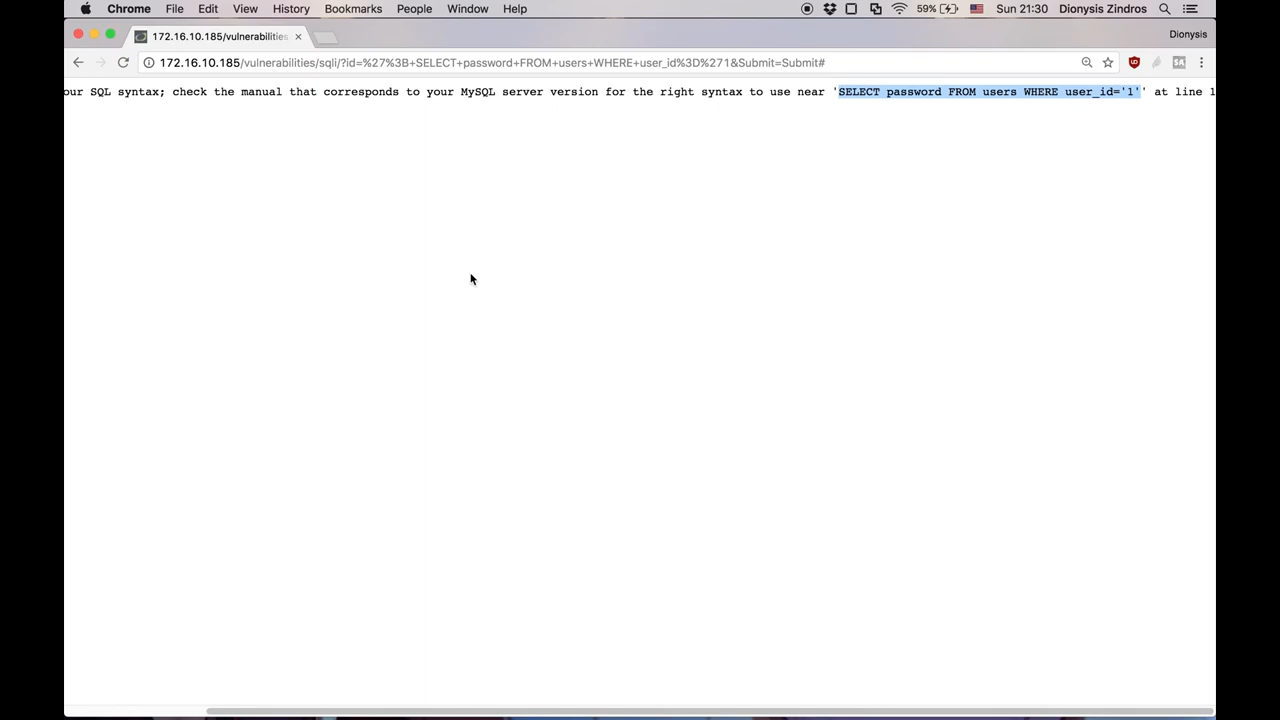 Chrome File Edit View History Bookmarks People Window Help 59% Sun 21:30 Dionysis Zindros
172.16.10.185/vulnerabilities Dionysis
172.16.10.185/vulnerabilities/sqli/?id=%27%3B+SELECT+password+FROM+users+WHERE+user_id%3D%271&Submit=Submit#
our SQL syntax; check the manual that corresponds to your MySQL server version for the right syntax to use near 'SELECT password FROM users WHERE user_id='1'' at line 1